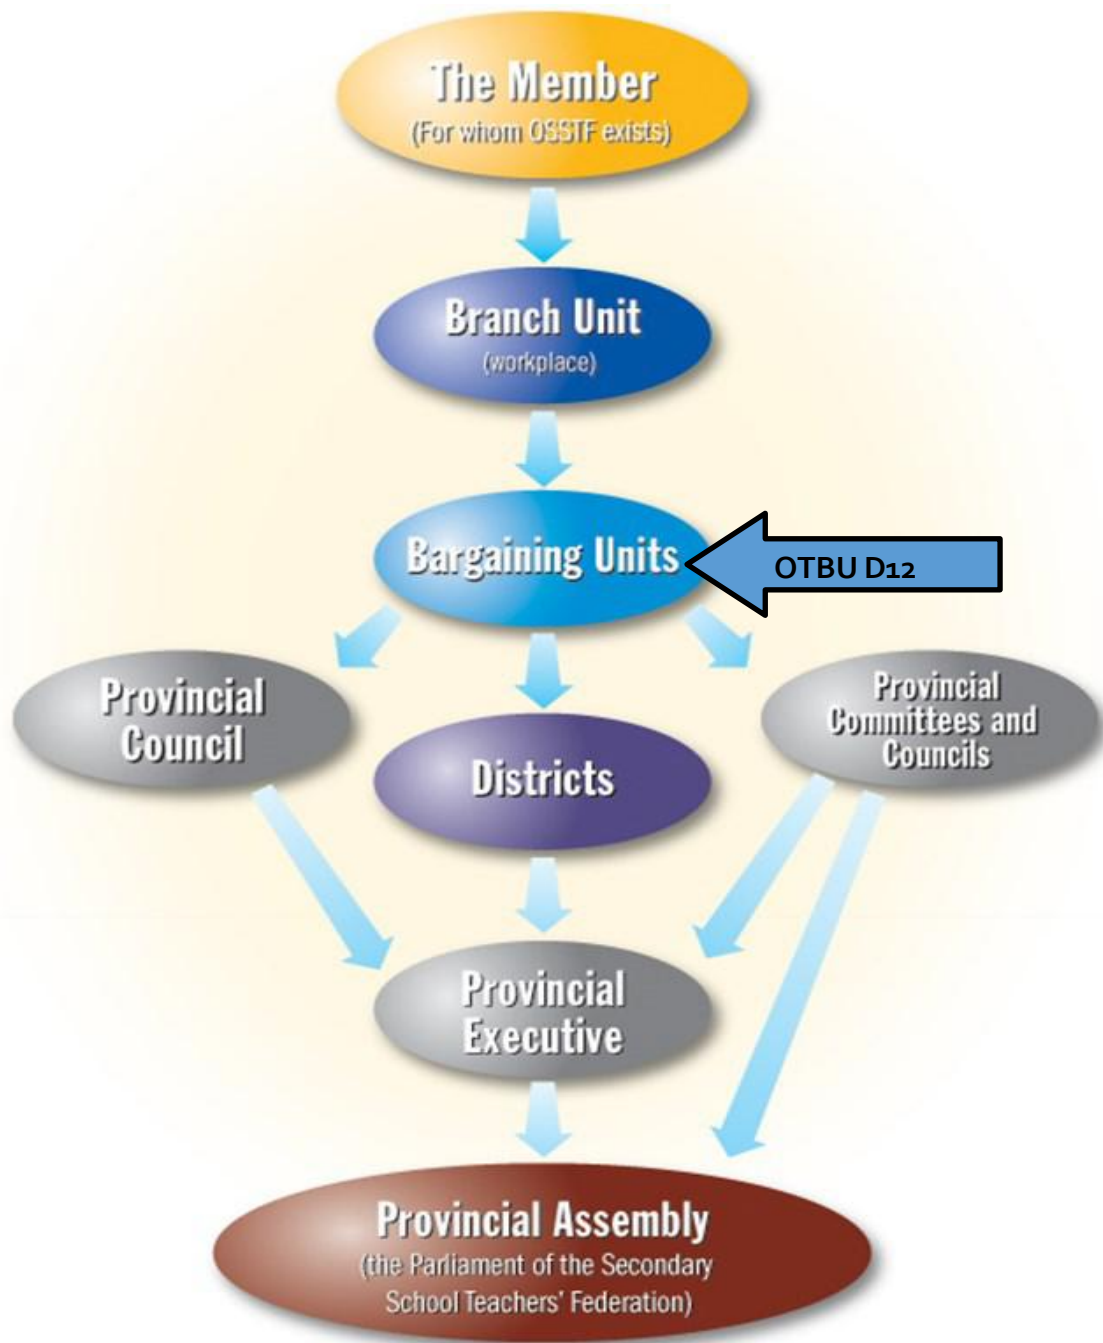 The Member
(For whom OSSTF exists)
Branch Unit
(workplace)
Bargaining Units
OTBU D12
Provincial
Council
Provincial
Committees and
Councils
Districts
Provincial
Executive
Provincial Assembly
(the Parliament of the Secondary
School Teachers' Federation)